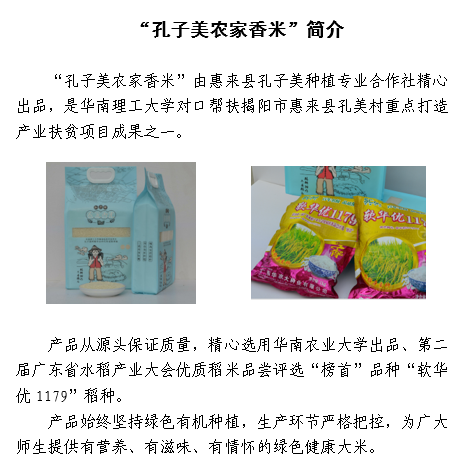 “孔子美农家香米”简介
“孔子美农家香米”由惠来县孔子美种植专业合作社精心
出品，是华南理工大学对口帮扶揭阳市惠来县孔美村重点打造
产业扶贫项目成果之一。
软华优1179
软华优117
产品从源头保证质量，精心选用华南农业大学出品、第二
届广东省水稻产业大会优质稻米品尝评选“榜首”品种“软华
优 1179”稻种。
产品始终坚持绿色有机种植，生产环节严格把控，为广大
师生提供有营养、有滋味、有情怀的绿色健康大米。